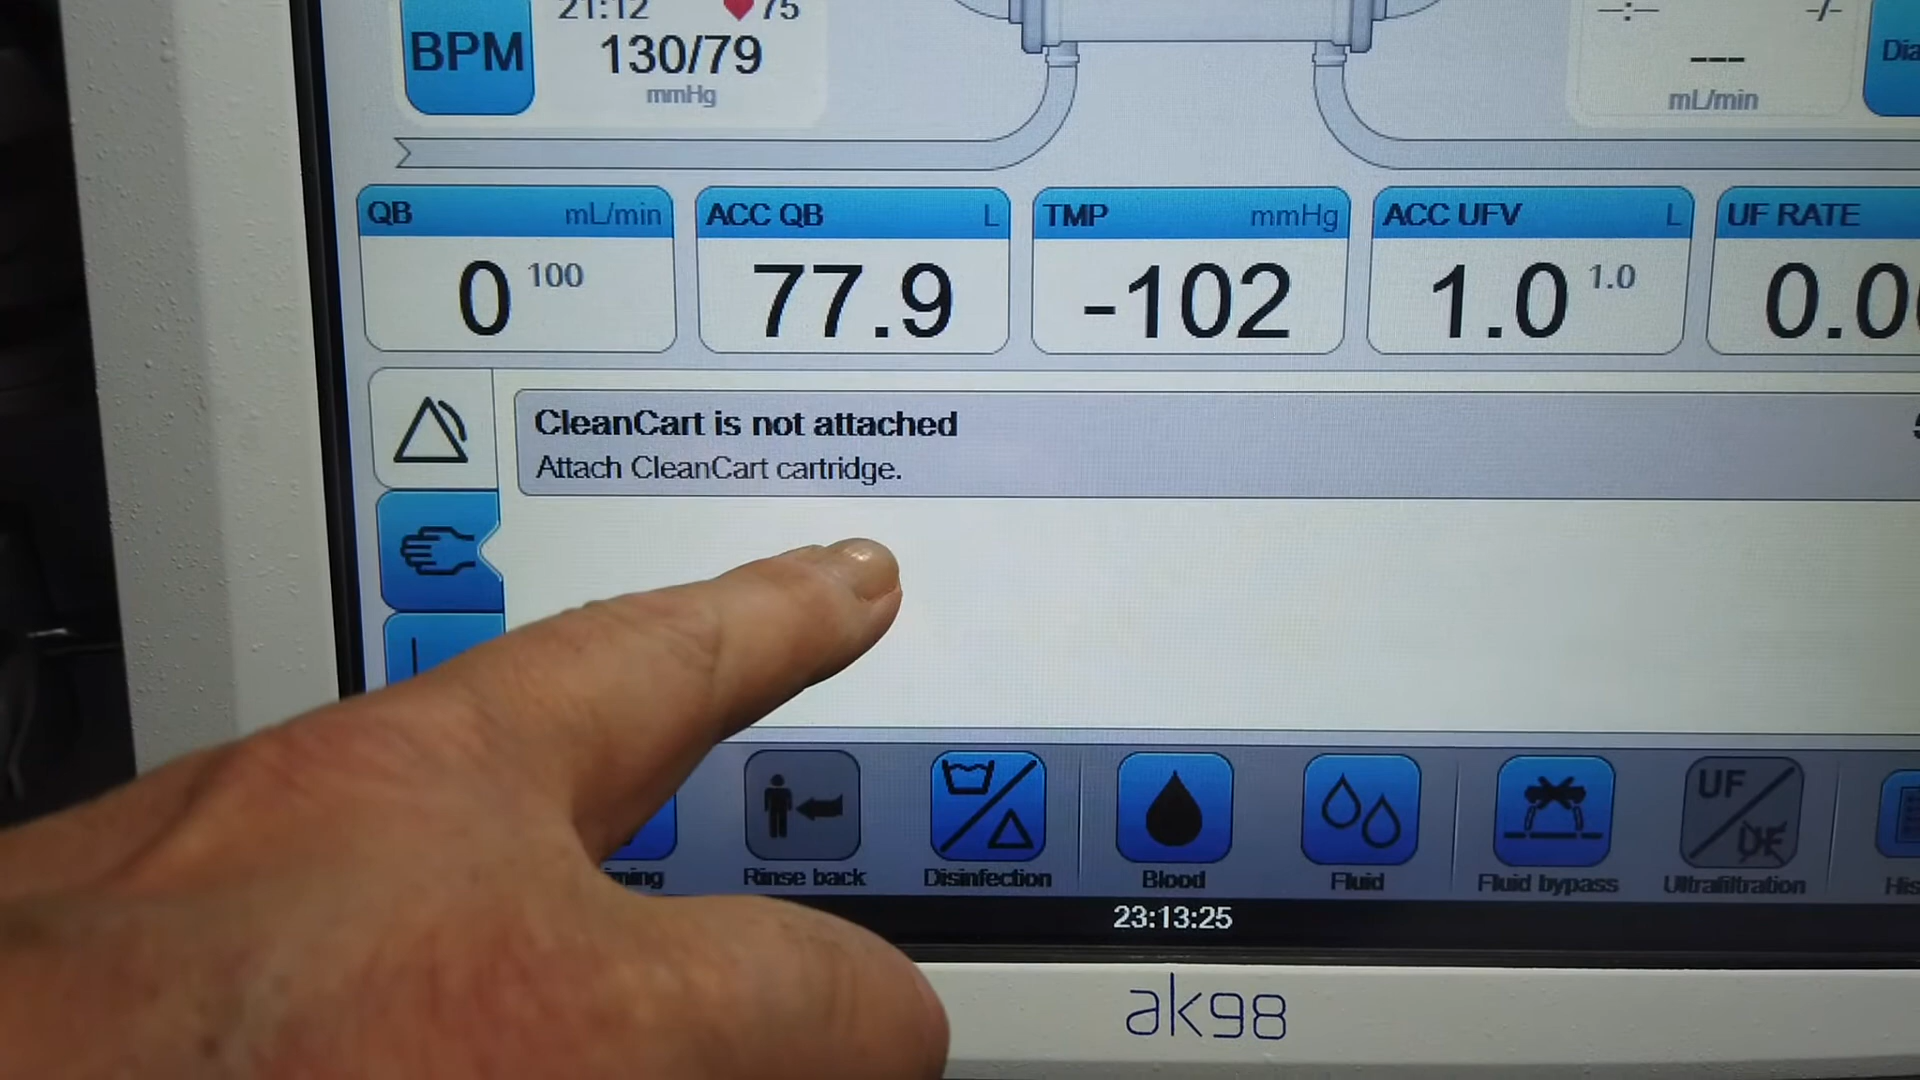 21:12 75
BPM
130/79
mmHg
--:-- -/-
---
mL/min
QB mL/min
0 100
ACC QB L
77.9
TMP mmHg
-102
ACC UFV L
1.0 1.0
UF RATE
CleanCart is not attached
Attach CleanCart cartridge.
Rinse back
Disinfection
Blood
Fluid
Fluid bypass
UF
Ultrafiltration
23:13:25
ak98